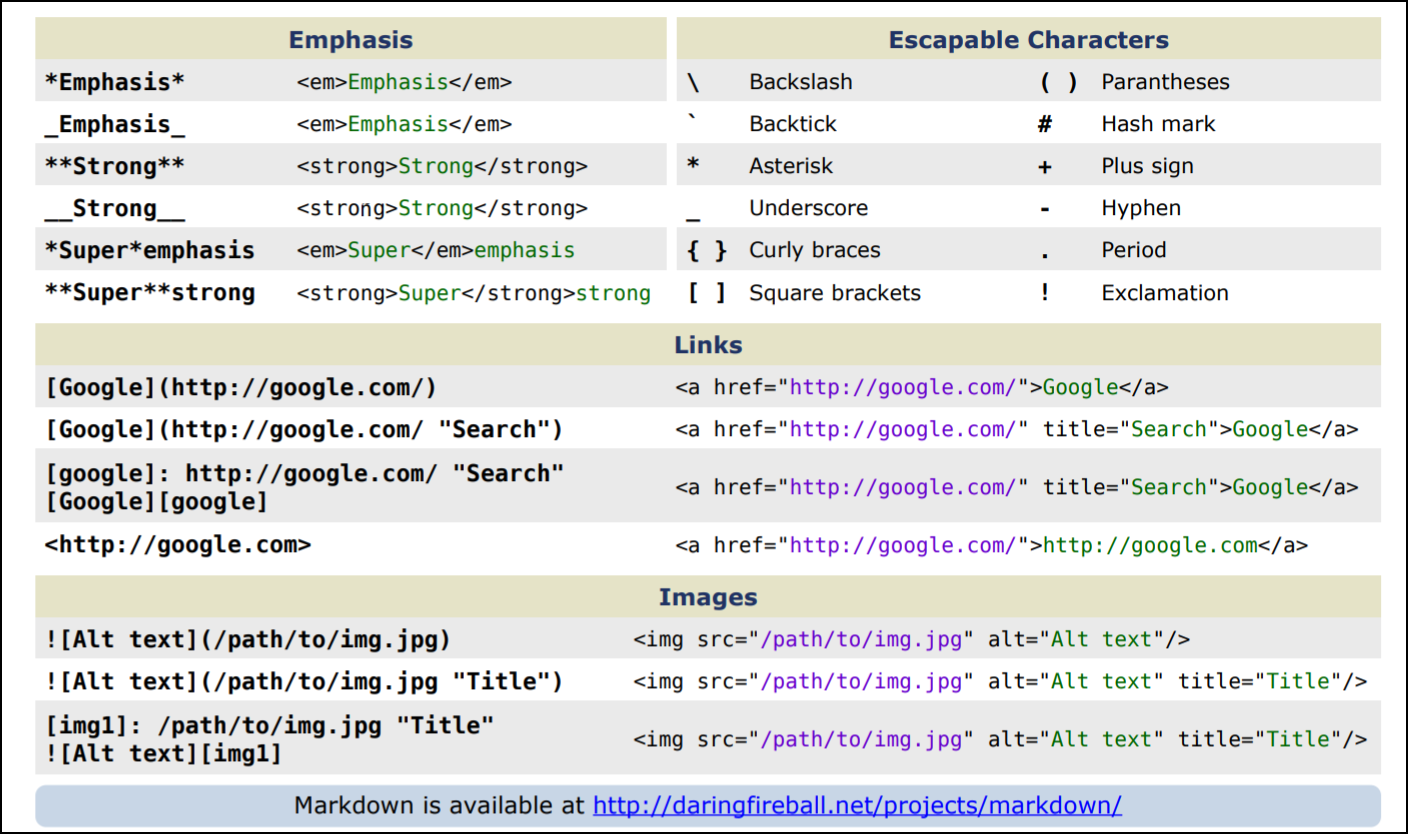 Emphasis
*Emphasis* <em>Emphasis</em>
_Emphasis_ <em>Emphasis</em>
**Strong** <strong>Strong</strong>
__Strong__ <strong>Strong</strong>
*Super*emphasis <em>Super</em>emphasis
**Super**strong <strong>Super</strong>strong
Escapable Characters
\ Backslash ( ) Parantheses
` Backtick # Hash mark
* Asterisk + Plus sign
_ Underscore - Hyphen
{ } Curly braces . Period
[ ] Square brackets ! Exclamation
Links
[Google](http://google.com/) <a href="http://google.com/">Google</a>
[Google](http://google.com/ "Search") <a href="http://google.com/" title="Search">Google</a>
[google]: http://google.com/ "Search"
[Google][google]
<a href="http://google.com/" title="Search">Google</a>
<http://google.com> <a href="http://google.com/">http://google.com</a>
Images
![Alt text](/path/to/img.jpg) <img src="/path/to/img.jpg" alt="Alt text"/>
![Alt text](/path/to/img.jpg "Title") <img src="/path/to/img.jpg" alt="Alt text" title="Title"/>
[img1]: /path/to/img.jpg "Title"
![Alt text][img1]
<img src="/path/to/img.jpg" alt="Alt text" title="Title"/>
Markdown is available at http://daringfireball.net/projects/markdown/